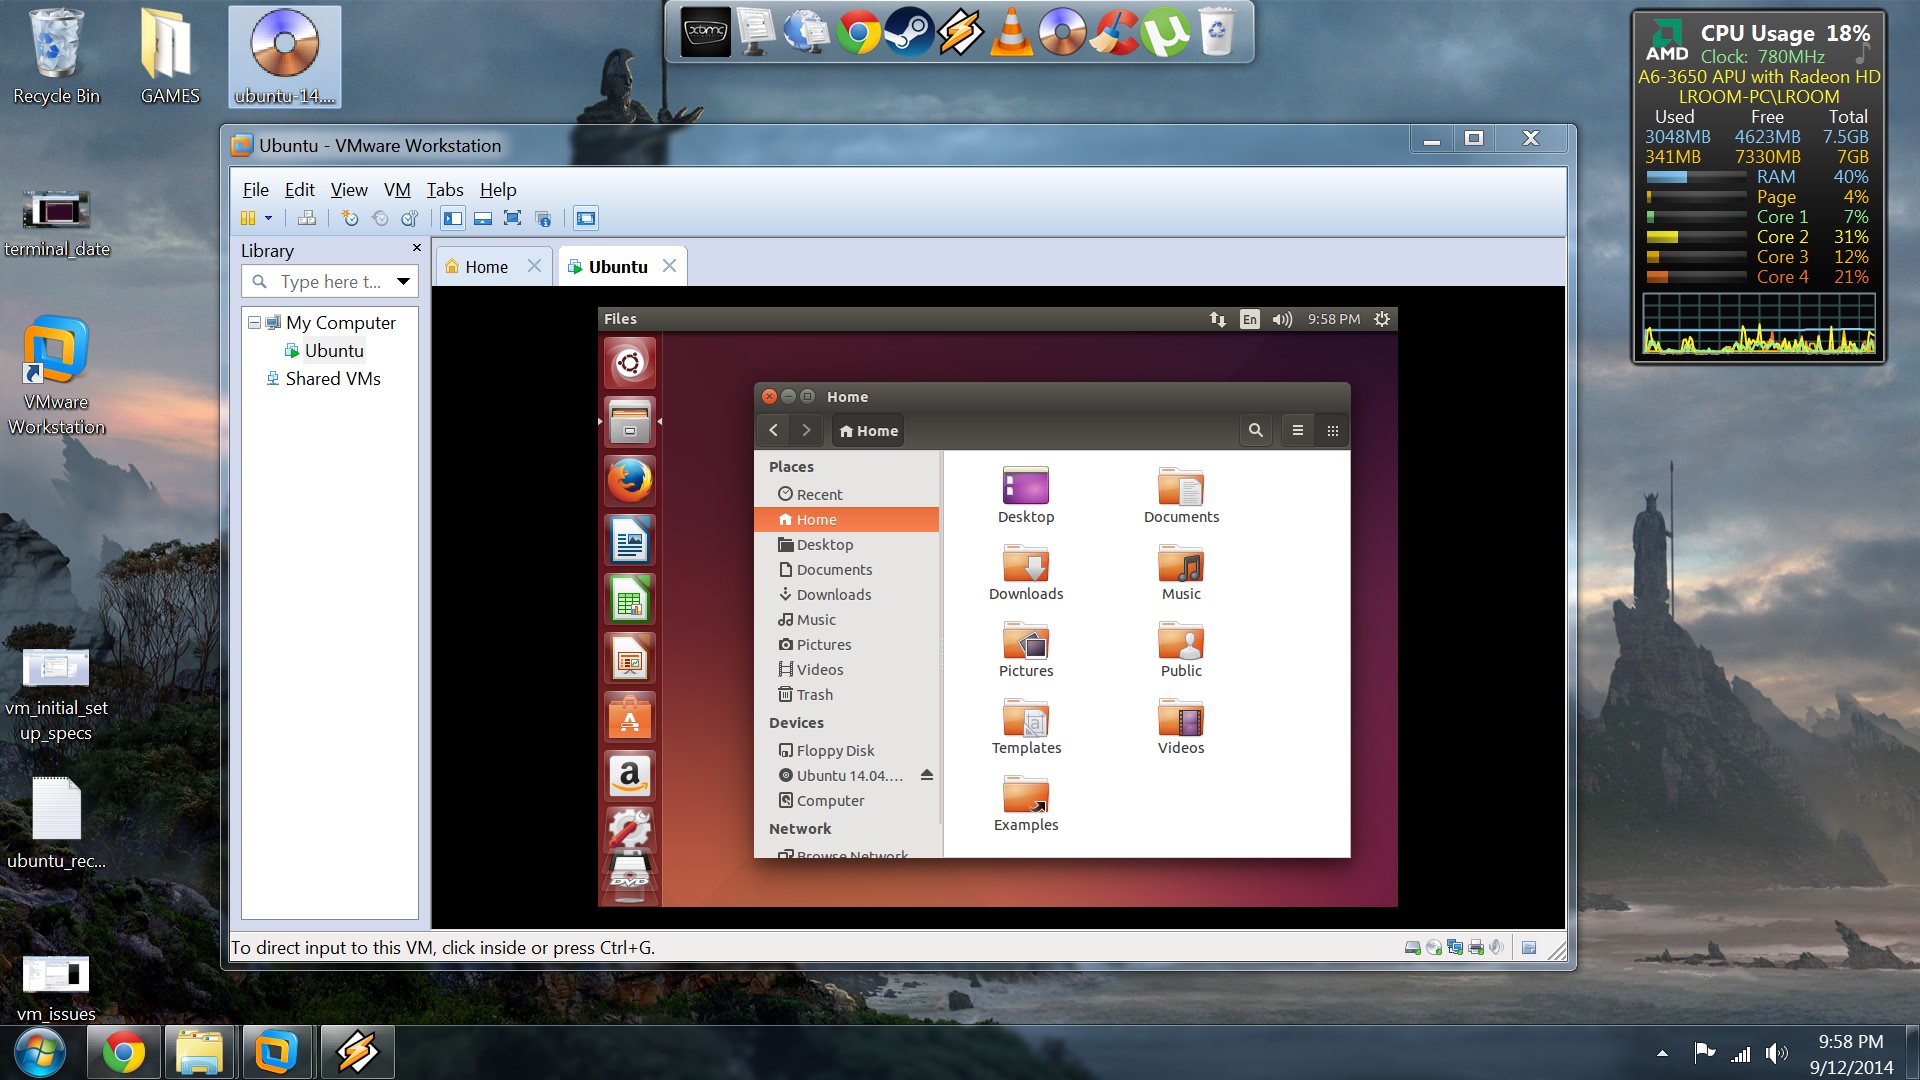 Recycle Bin
GAMES
ubuntu-14....
terminal_date
VMware
Workstation
vm_initial_set
up_specs
ubuntu_rec...
vm_issues
xbmc
AMD
CPU Usage 18%
Clock: 780MHz
A6-3650 APU with Radeon HD
LROOM-PC\LROOM
Used Free Total
3048MB 4623MB 7.5GB
341MB 7330MB 7GB
RAM 40%
Page 4%
Core 1 7%
Core 2 31%
Core 3 12%
Core 4 21%
Ubuntu - VMware Workstation
File Edit View VM Tabs Help
Library
Type here t...
My Computer
Ubuntu
Shared VMs
Home
Ubuntu
Files
En
9:58 PM
Home
Home
Places
Recent
Home
Desktop
Documents
Downloads
Music
Pictures
Videos
Trash
Devices
Floppy Disk
Ubuntu 14.04....
Computer
Network
Browse Network
Desktop
Documents
Downloads
Music
Pictures
Public
Templates
Videos
Examples
DVD
To direct input to this VM, click inside or press Ctrl+G.
9:58 PM
9/12/2014